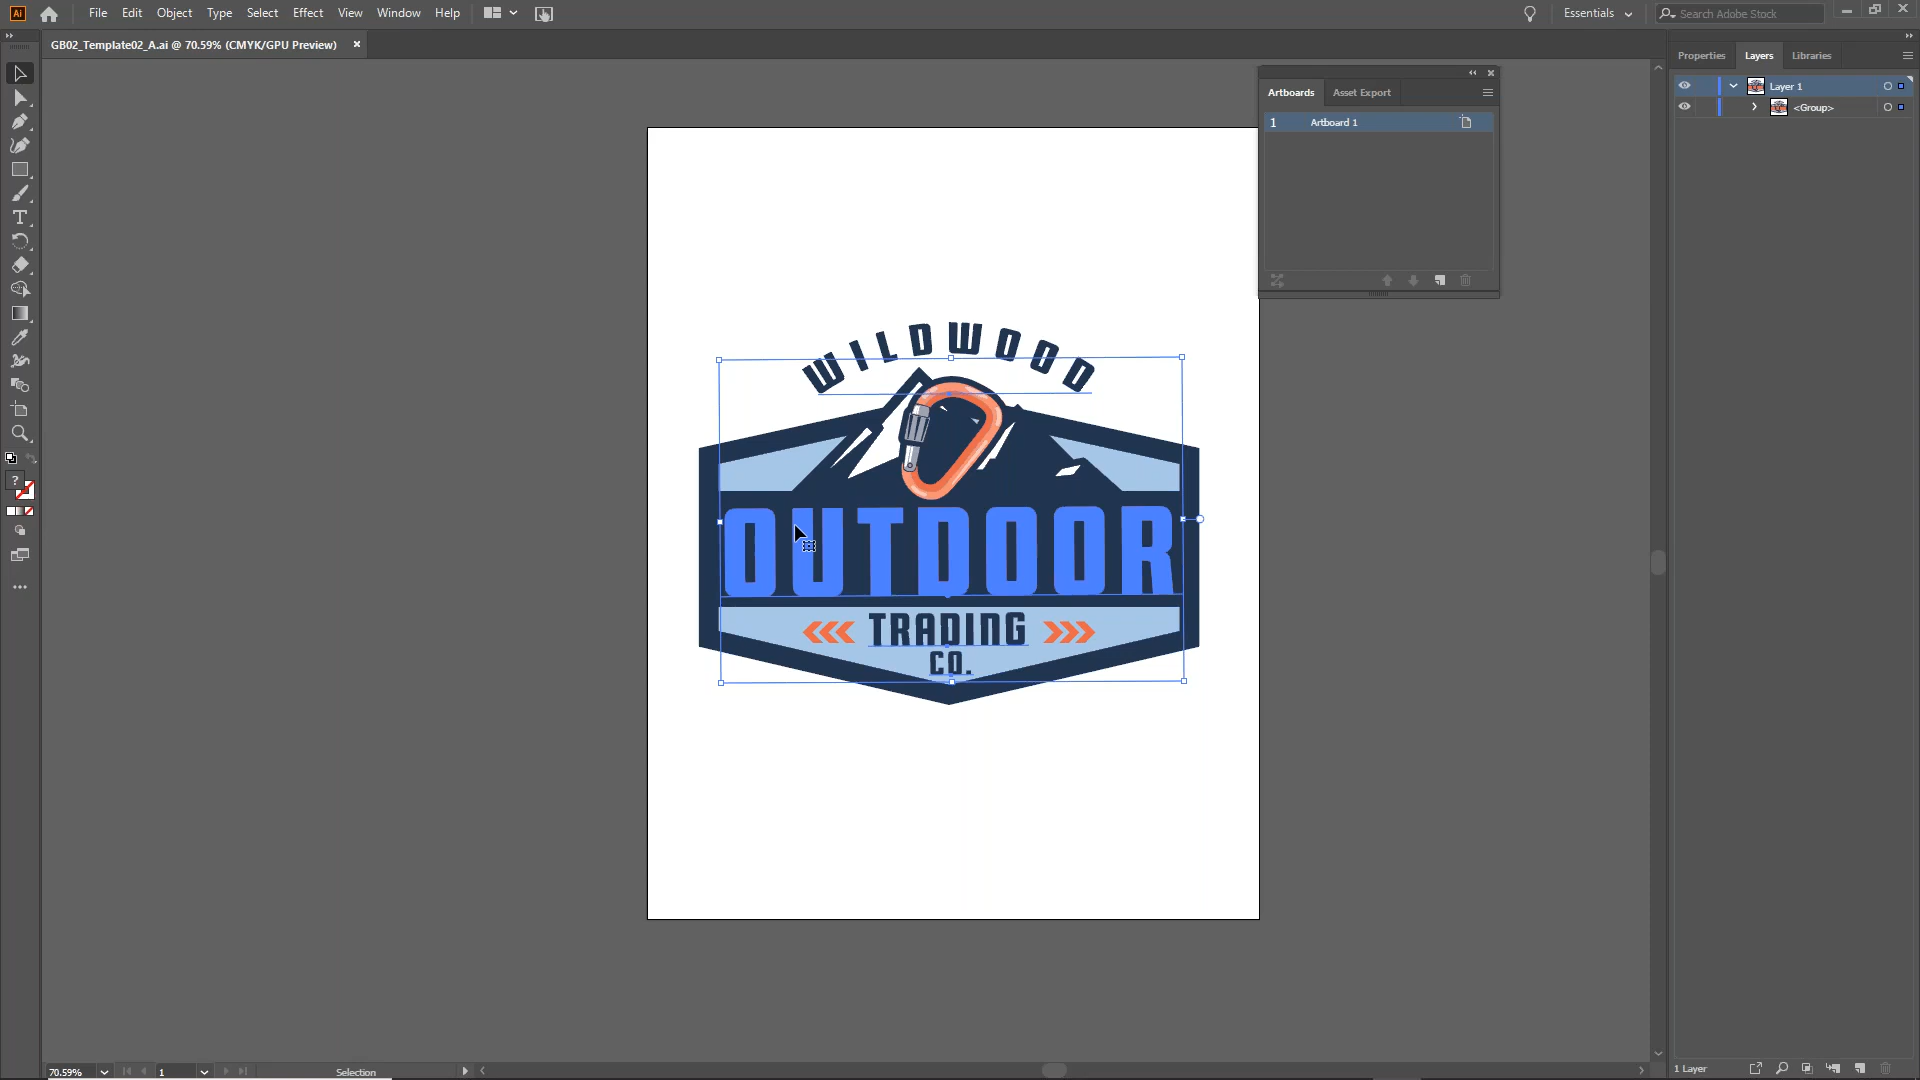 Ai File Edit Object Type Select Effect View Window Help Essentials Search Adobe Stock
GB02_Template02_A.ai @ 70.59% (CMYK/GPU Preview)
Properties Layers Libraries
Artboards Asset Export
1 Artboard 1
Layer 1
<Group>
WILDWOOD
OUTDOOR
TRADING
CO.
?
70.59% 1 Selection
1 Layer